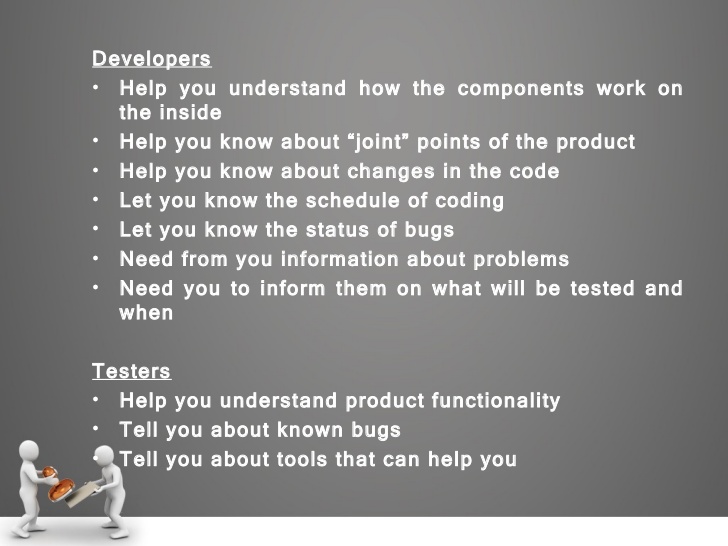 Developers
• Help you understand how the components work on
the inside
• Help you know about “joint” points of the product
• Help you know about changes in the code
• Let you know the schedule of coding
• Let you know the status of bugs
• Need from you information about problems
• Need you to inform them on what will be tested and
when
Testers
• Help you understand product functionality
• Tell you about known bugs
Tell you about tools that can help you